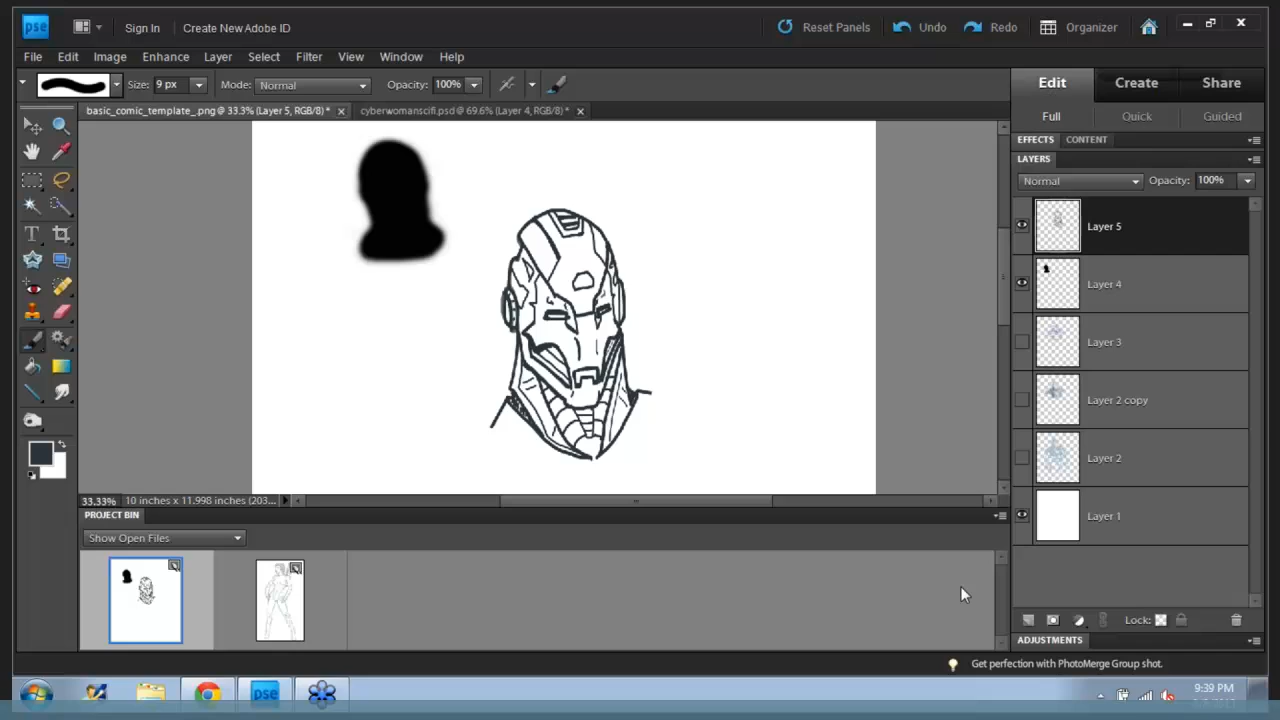 pse Sign In Create New Adobe ID Reset Panels Undo Redo Organizer
File Edit Image Enhance Layer Select Filter View Window Help
Size: 9 px Mode: Normal Opacity: 100% Edit Create Share
basic_comic_template_.png @ 33.3% (Layer 5, RGB/8) * cyberwomanscifi.psd @ 69.6% (Layer 4, RGB/8) *
Full Quick Guided
EFFECTS CONTENT
LAYERS
Normal Opacity: 100%
Layer 5
Layer 4
Layer 3
Layer 2 copy
Layer 2
Layer 1
33.33% 10 inches x 11.998 inches (203...
PROJECT BIN
Show Open Files
Lock:
ADJUSTMENTS
Get perfection with PhotoMerge Group shot.
pse 9:39 PM